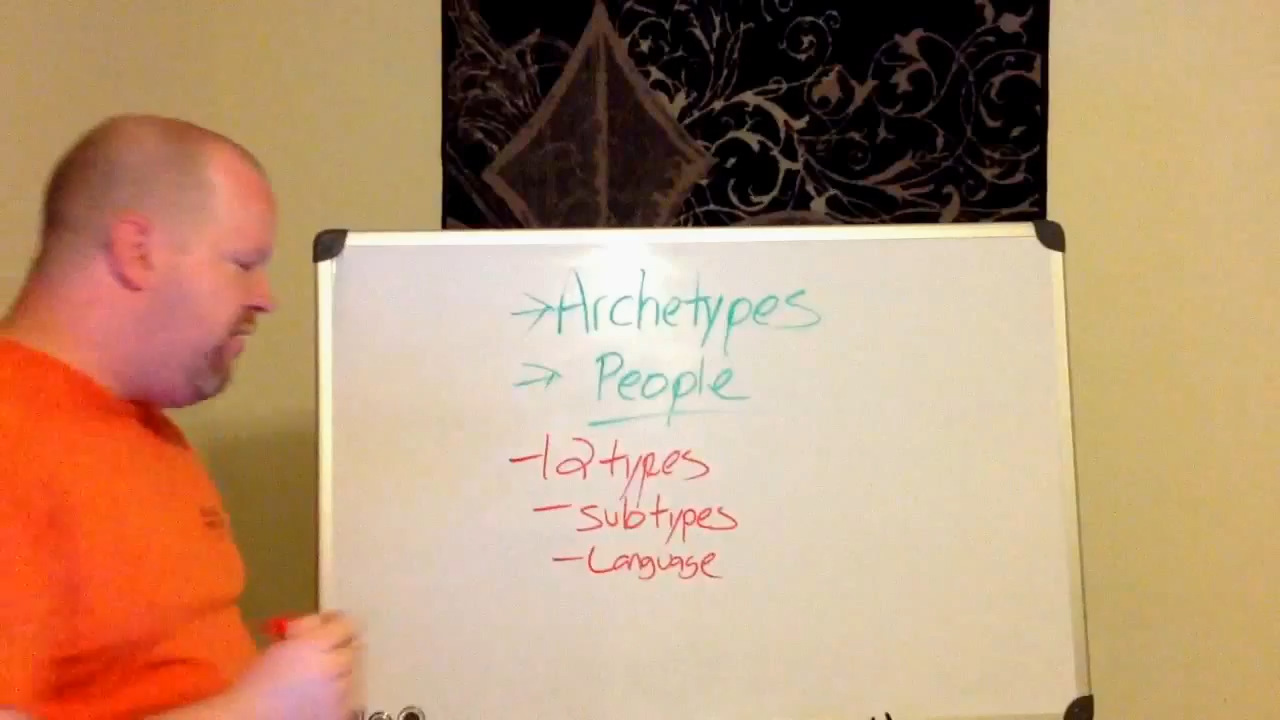 →Archetypes
→ People
-12 types
- subtypes
- Language